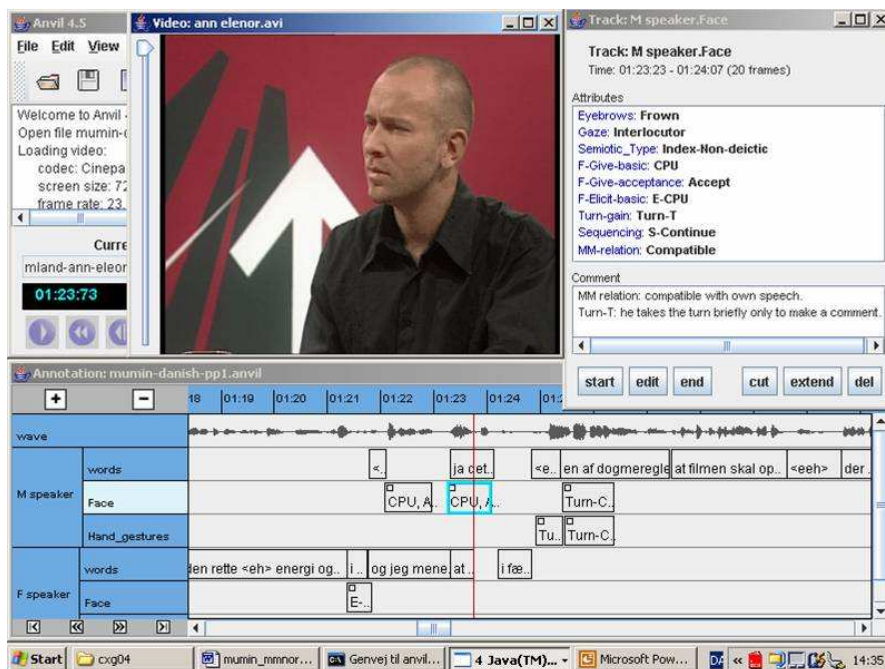 Anvil 4.5
File Edit View
Welcome to Anvil
Open file mumin-
Loading video:
codec: Cinepa
screen size: 72
frame rate: 23.
Curre
mland-ann-eleor
01:23:73
Video: ann elenor.avi
Track: M speaker.Face
Track: M speaker.Face
Time: 01:23:23 - 01:24:07 (20 frames)
Attributes
Eyebrows: Frown
Gaze: Interlocutor
Semiotic_Type: Index-Non-deictic
F-Give-basic: CPU
F-Give-acceptance: Accept
F-Elicit-basic: E-CPU
Turn-gain: Turn-T
Sequencing: S-Continue
MM-relation: Compatible
Comment
MM relation: compatible with own speech.
Turn-T: he takes the turn briefly only to make a comment.
start edit end cut extend del
Annotation: mumin-danish-pp1.anvil
+ - 18 01:19 01:20 01:21 01:22 01:23 01:24 01:2
wave
M speaker
words <.. ja det.. <e.. en af dogmeregle at filmen skal op.. <eeh> der .
Face CPU, A.. CPU, A.. Turn-C..
Hand_gestures Tu.. Turn-C..
F speaker
words den rette <eh> energi og.. i .. og jeg mene, at .. i fæ..
Face E-..
Start cxg04 mumin_mmnor... Genvej til anvil... 4 Java(TM)... Microsoft Pow... DA « 14:35